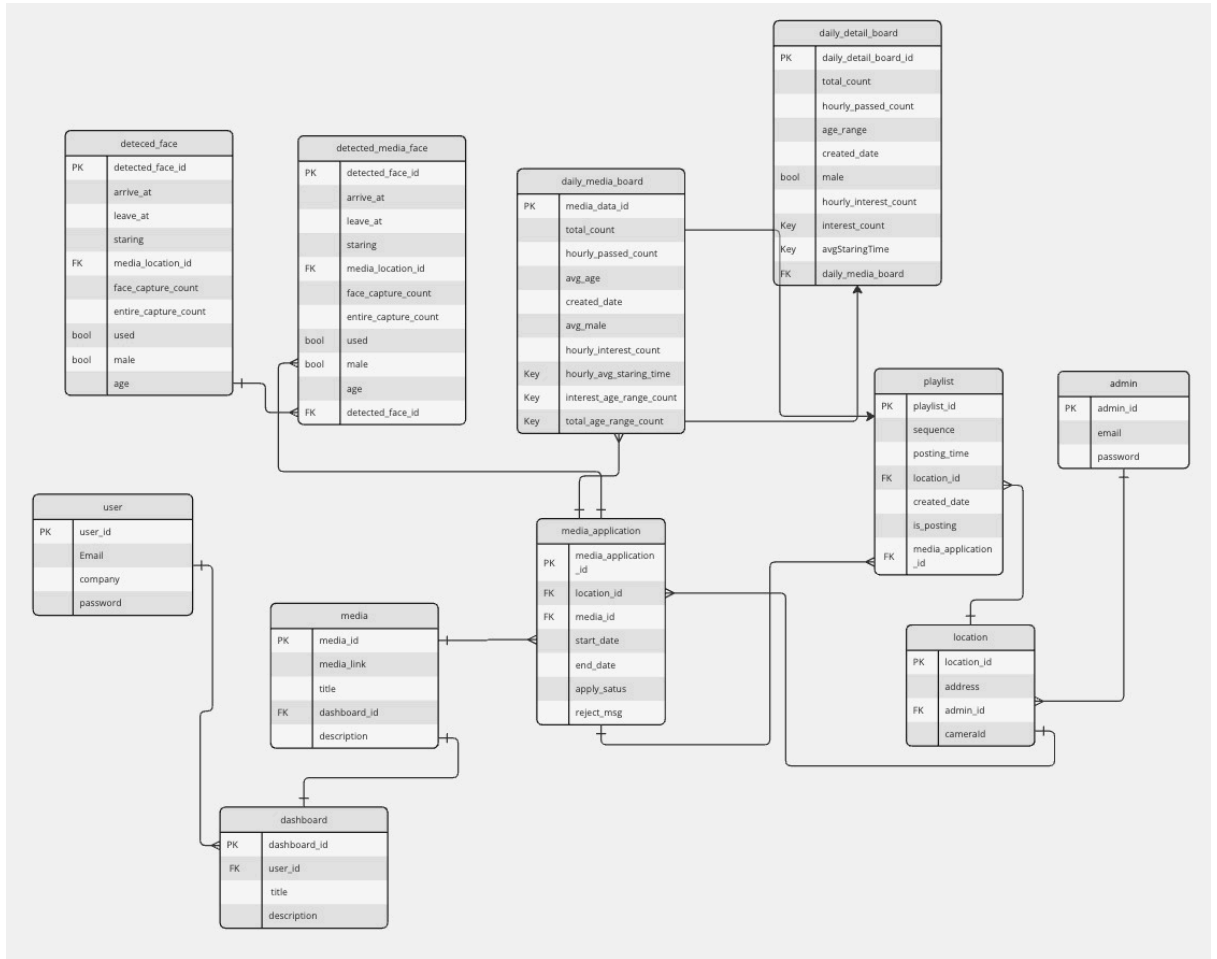 daily_detail_board
PK daily_detail_board_id
total_count
hourly_passed_count
age_range
created_date
bool male
hourly_interest_count
Key interest_count
Key avgStaringTime
FK daily_media_board
deteced_face
PK detected_face_id
arrive_at
leave_at
staring
FK media_location_id
face_capture_count
entire_capture_count
bool used
bool male
age
detected_media_face
PK detected_face_id
arrive_at
leave_at
staring
FK media_location_id
face_capture_count
entire_capture_count
bool used
bool male
age
FK detected_face_id
daily_media_board
PK media_data_id
total_count
hourly_passed_count
avg_age
created_date
avg_male
hourly_interest_count
Key hourly_avg_staring_time
Key interest_age_range_count
Key total_age_range_count
playlist
PK playlist_id
sequence
posting_time
FK location_id
created_date
is_posting
FK media_application
_id
admin
PK admin_id
email
password
user
PK user_id
Email
company
password
media_application
PK media_application
_id
FK location_id
FK media_id
start_date
end_date
apply_satus
reject_msg
media
PK media_id
media_link
title
FK dashboard_id
description
location
PK location_id
address
FK admin_id
cameraId
dashboard
PK dashboard_id
FK user_id
title
description